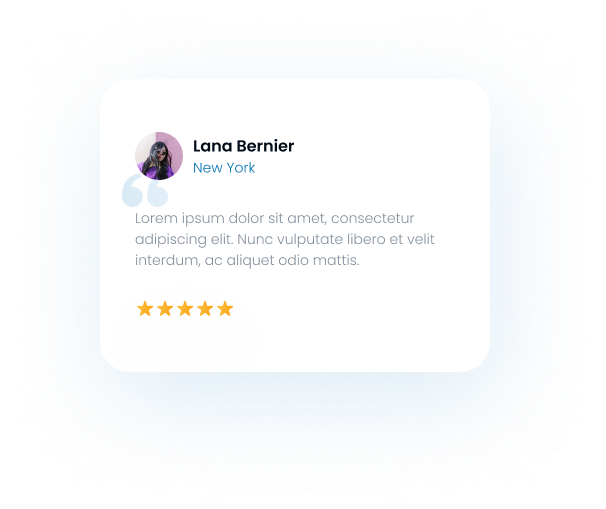 Lana Bernier
New York
“
Lorem ipsum dolor sit amet, consectetur
adipiscing elit. Nunc vulputate libero et velit
interdum, ac aliquet odio mattis.